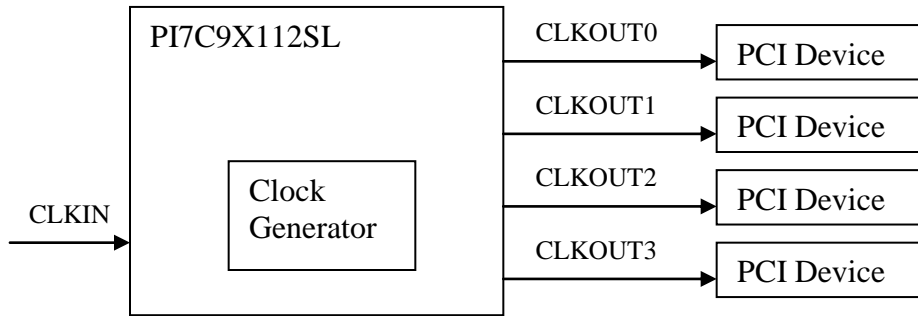 PI7C9X112SL
CLKOUT0
PCI Device
CLKOUT1
PCI Device
Clock
Generator
CLKIN
CLKOUT2
PCI Device
CLKOUT3
PCI Device